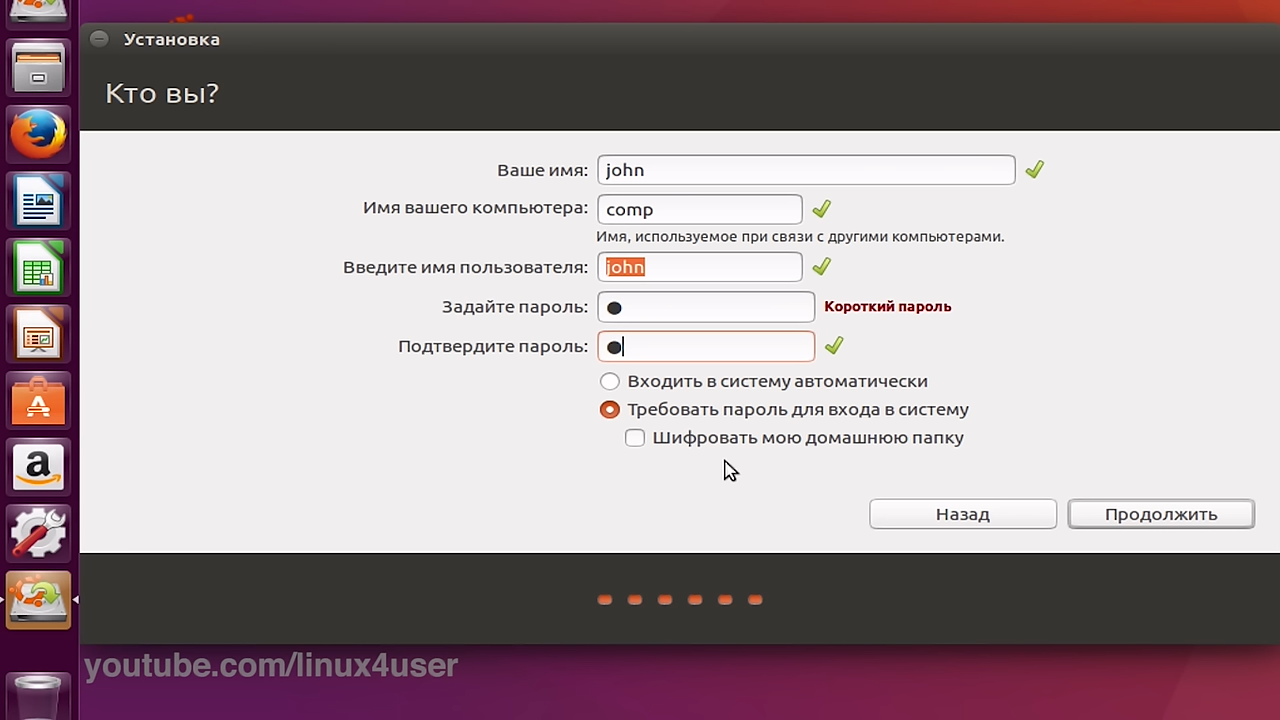 Установка
Кто вы?
Ваше имя: john
Имя вашего компьютера: comp
Имя, используемое при связи с другими компьютерами.
Введите имя пользователя: john
Задайте пароль: ● Короткий пароль
Подтвердите пароль: ●
Входить в систему автоматически
Требовать пароль для входа в систему
Шифровать мою домашнюю папку
Назад Продолжить
youtube.com/linux4user